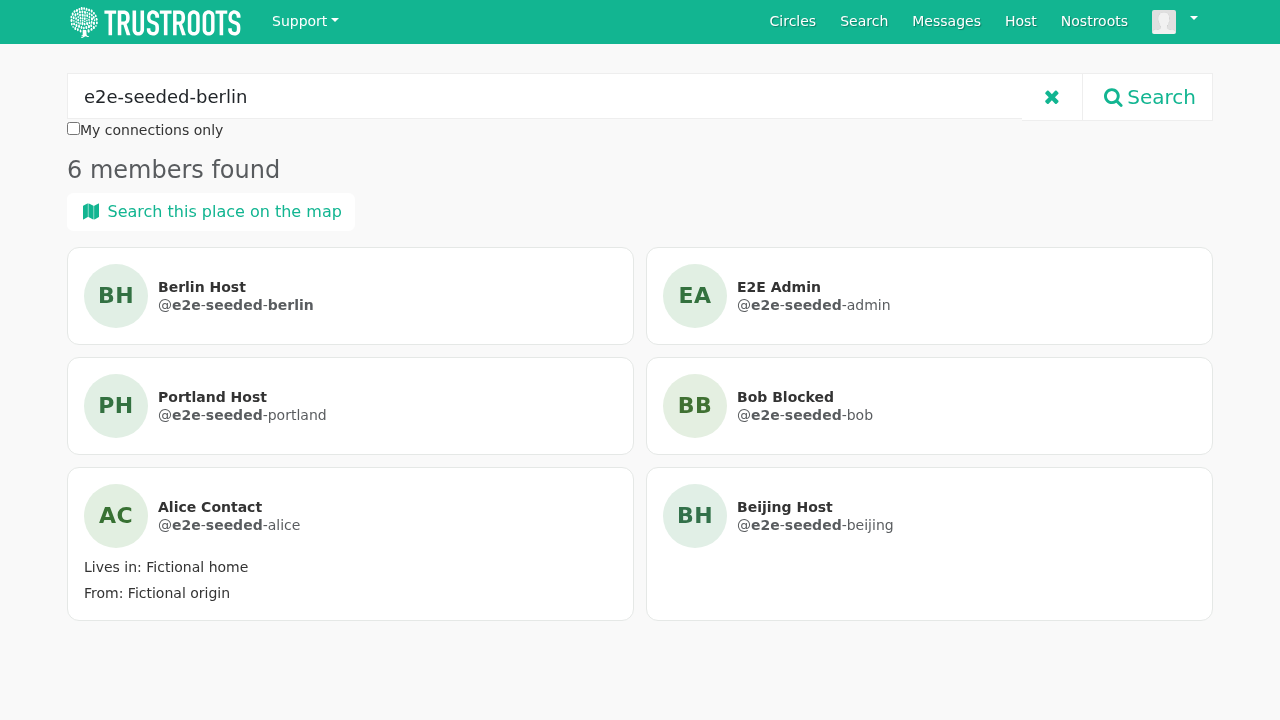 TRUSTROOTS Support Circles Search Messages Host Nostroots
e2e-seeded-berlin Search
My connections only
6 members found
Search this place on the map
BH Berlin Host
@e2e-seeded-berlin
EA E2E Admin
@e2e-seeded-admin
PH Portland Host
@e2e-seeded-portland
BB Bob Blocked
@e2e-seeded-bob
AC Alice Contact
@e2e-seeded-alice
Lives in: Fictional home
From: Fictional origin
BH Beijing Host
@e2e-seeded-beijing